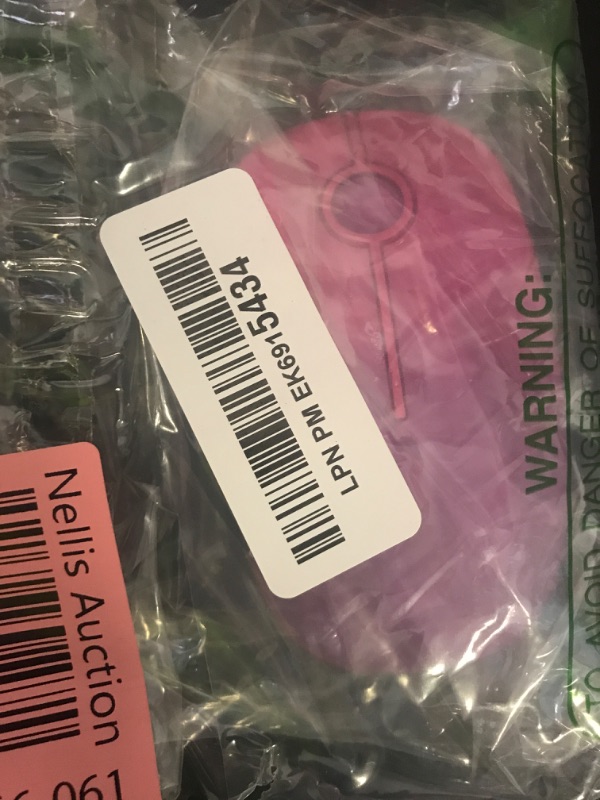 LPN PM EK6915434
Nellis Auction
061
WARNING:
TO AVOID DANGER OF SUFFOCATION